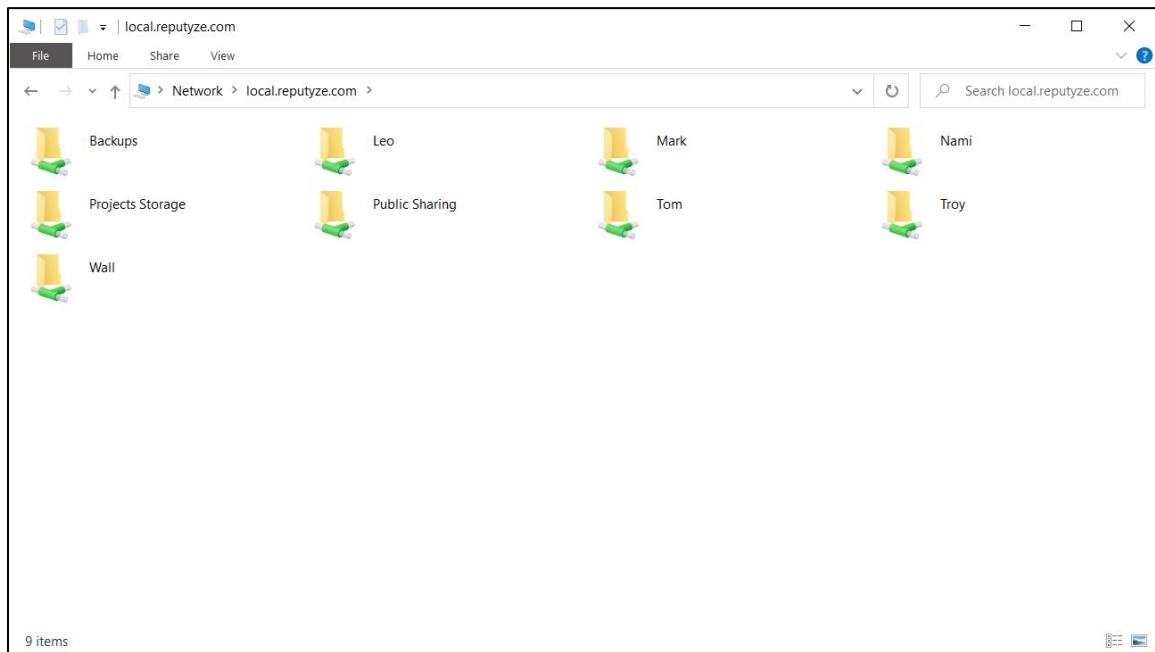 local.reputyze.com
File Home Share View
Network > local.reputyze.com >
Search local.reputyze.com
Backups Leo Mark Nami
Projects Storage Public Sharing Tom Troy
Wall
9 items